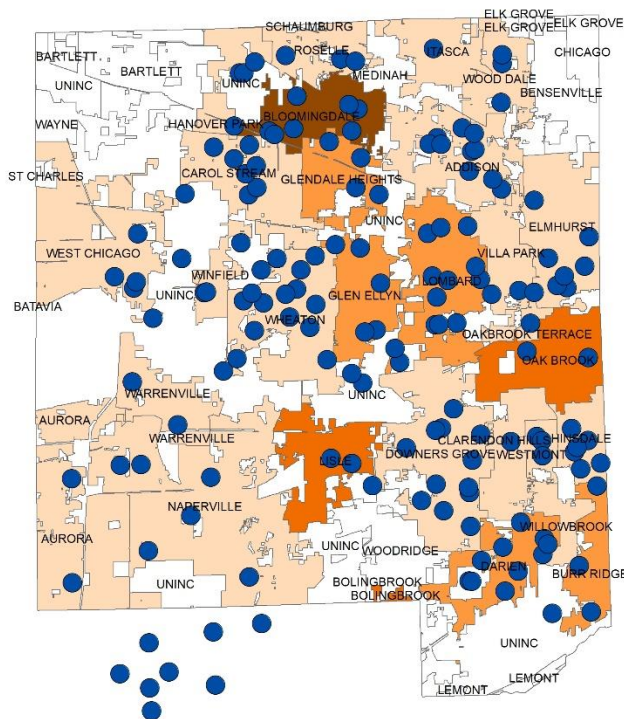 SCHAUMBURG
ELK GROVE
ELK GROVE
ELK GROVE
BARTLETT
ROSELLE
ITASCA
CHICAGO
BARTLETT
MEDINAH
UNINC
UNINC
WOOD DALE
BENSENVILLE
WAYNE
HANOVER PARK
BLOOMINGDALE
ADDISON
ST CHARLES
CAROL STREAM
GLENDALE HEIGHTS
UNINC
ELMHURST
WEST CHICAGO
VILLA PARK
WINFIELD
LOMBARD
BATAVIA
UNINC
GLEN ELLYN
WHEATON
OAKBROOK TERRACE
OAK BROOK
WARRENVILLE
UNINC
AURORA
WARRENVILLE
CLARENDON HILLS
HINSDALE
LISLE
DOWNERS GROVE
WESTMONT
NAPERVILLE
WILLOWBROOK
AURORA
UNINC
WOODRIDGE
UNINC
BOLINGBROOK
DARIEN
BURR RIDGE
BOLINGBROOK
UNINC
LEMONT
LEMONT